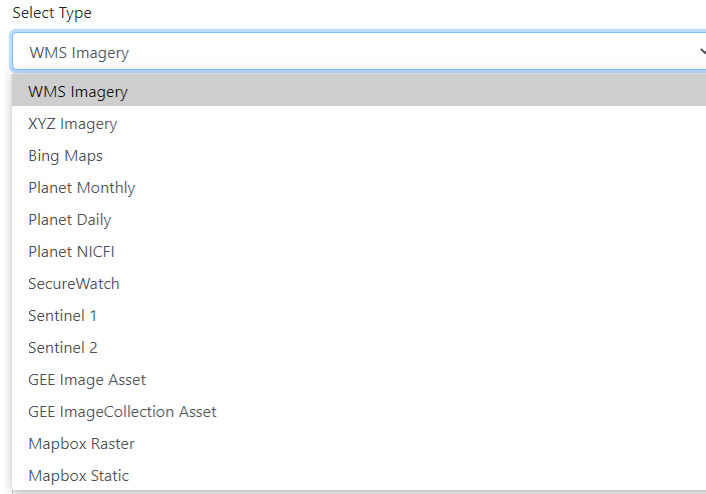 Select Type
WMS Imagery
WMS Imagery
XYZ Imagery
Bing Maps
Planet Monthly
Planet Daily
Planet NICFI
SecureWatch
Sentinel 1
Sentinel 2
GEE Image Asset
GEE ImageCollection Asset
Mapbox Raster
Mapbox Static